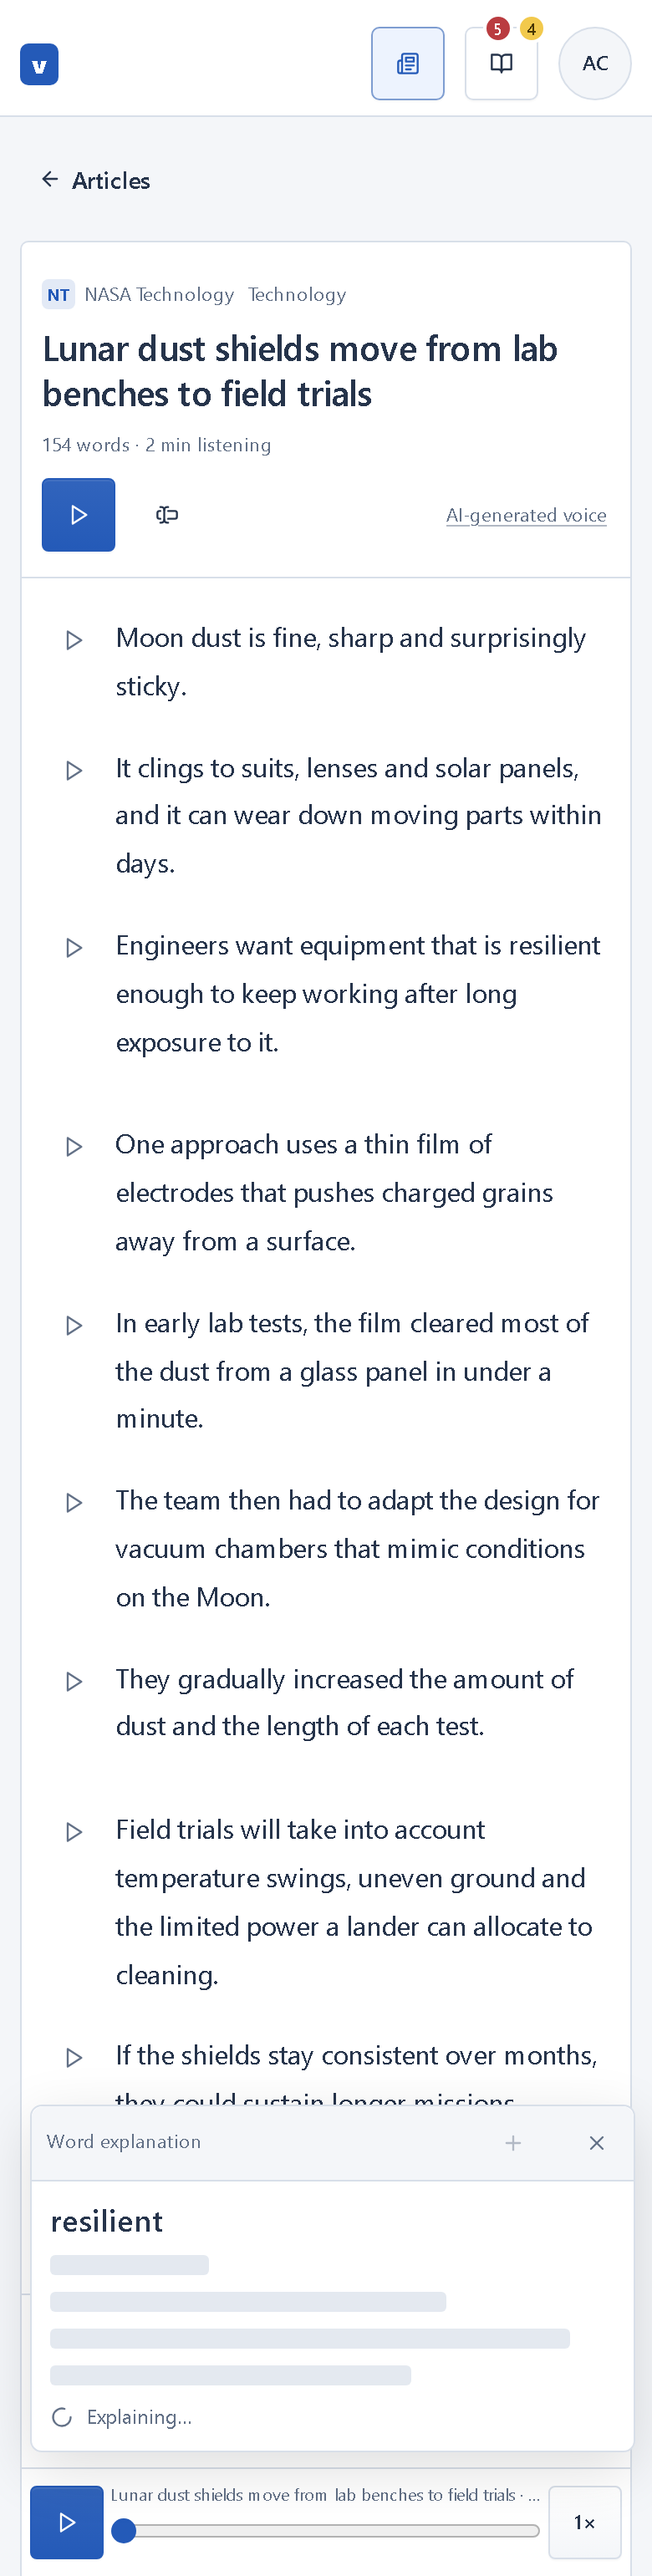 v
5
4
AC
Articles
NT NASA Technology Technology
Lunar dust shields move from lab
benches to field trials
154 words · 2 min listening
AI-generated voice
Moon dust is fine, sharp and surprisingly
sticky.
It clings to suits, lenses and solar panels,
and it can wear down moving parts within
days.
Engineers want equipment that is resilient
enough to keep working after long
exposure to it.
One approach uses a thin film of
electrodes that pushes charged grains
away from a surface.
In early lab tests, the film cleared most of
the dust from a glass panel in under a
minute.
The team then had to adapt the design for
vacuum chambers that mimic conditions
on the Moon.
They gradually increased the amount of
dust and the length of each test.
Field trials will take into account
temperature swings, uneven ground and
the limited power a lander can allocate to
cleaning.
If the shields stay consistent over months,
they could sustain longer missions
Word explanation
resilient
Explaining...
Lunar dust shields move from lab benches to field trials · ...
1×